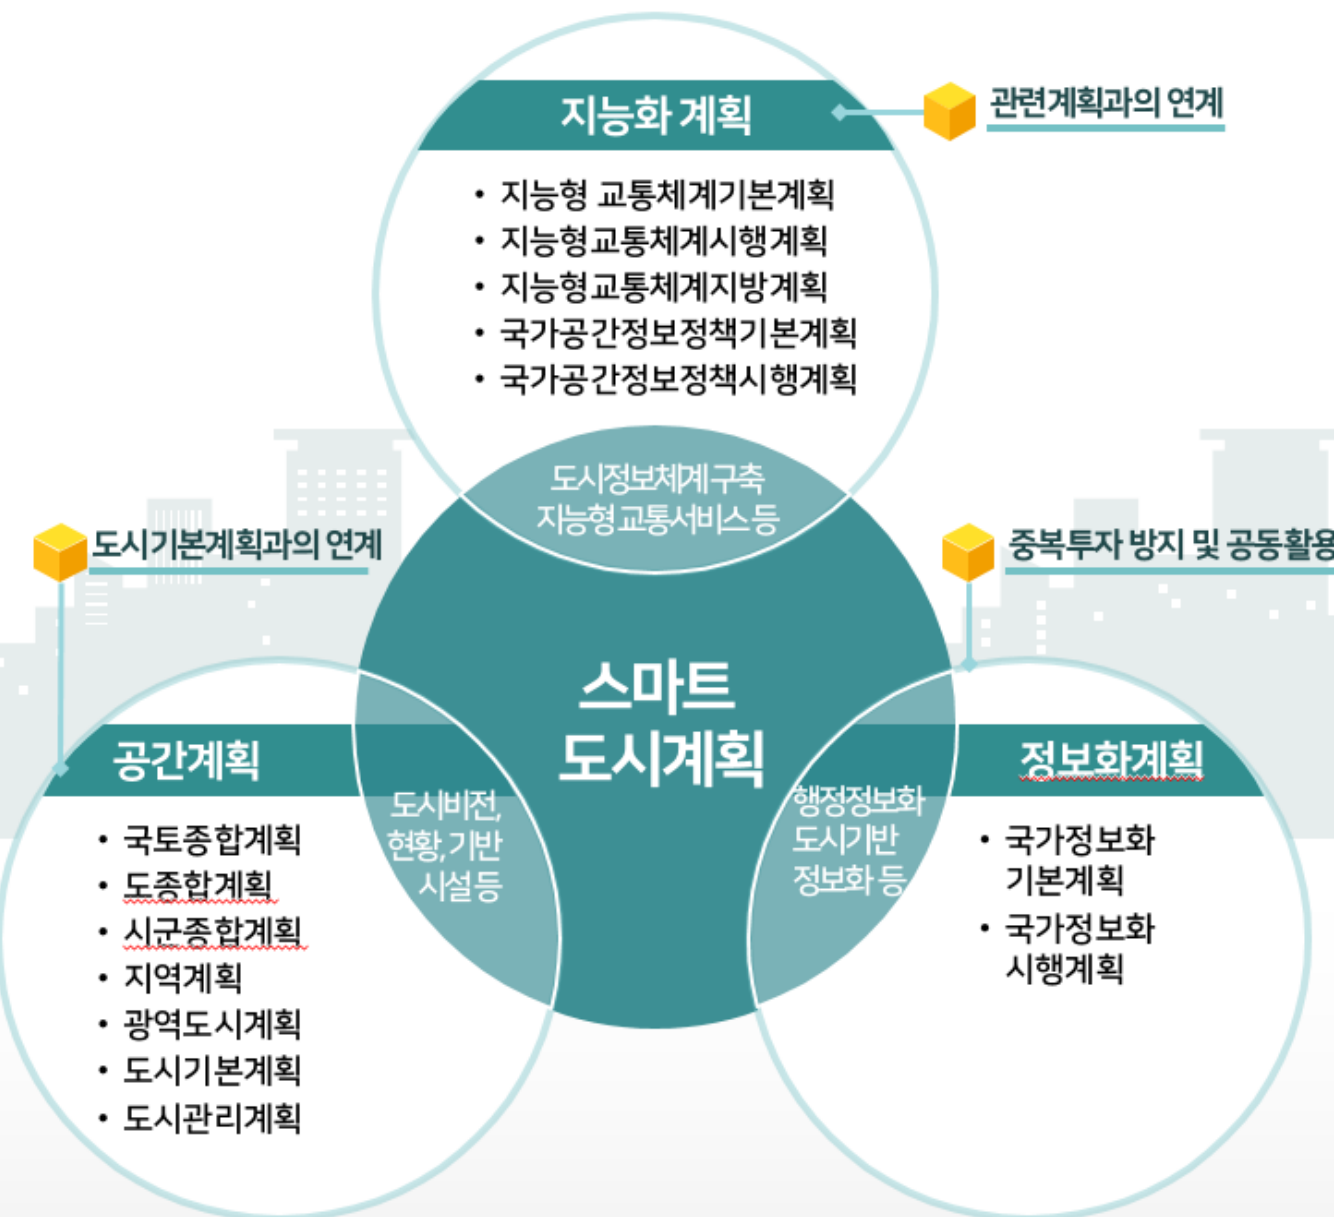 지능화 계획
관련계획과의 연계
• 지능형 교통체계기본계획
• 지능형교통체계시행계획
• 지능형교통체계지방계획
• 국가공간정보정책기본계획
• 국가공간정보정책시행계획
도시정보체계 구축
지능형 교통서비스 등
도시기본계획과의 연계
중복투자 방지 및 공동활용
스마트
도시계획
공간계획
도시비전,
현황, 기반
시설 등
• 국토종합계획
• 도종합계획
• 시군종합계획
• 지역계획
• 광역도시계획
• 도시기본계획
• 도시관리계획
행정정보화
도시기반
정보화 등
정보화계획
• 국가정보화
기본계획
• 국가정보화
시행계획